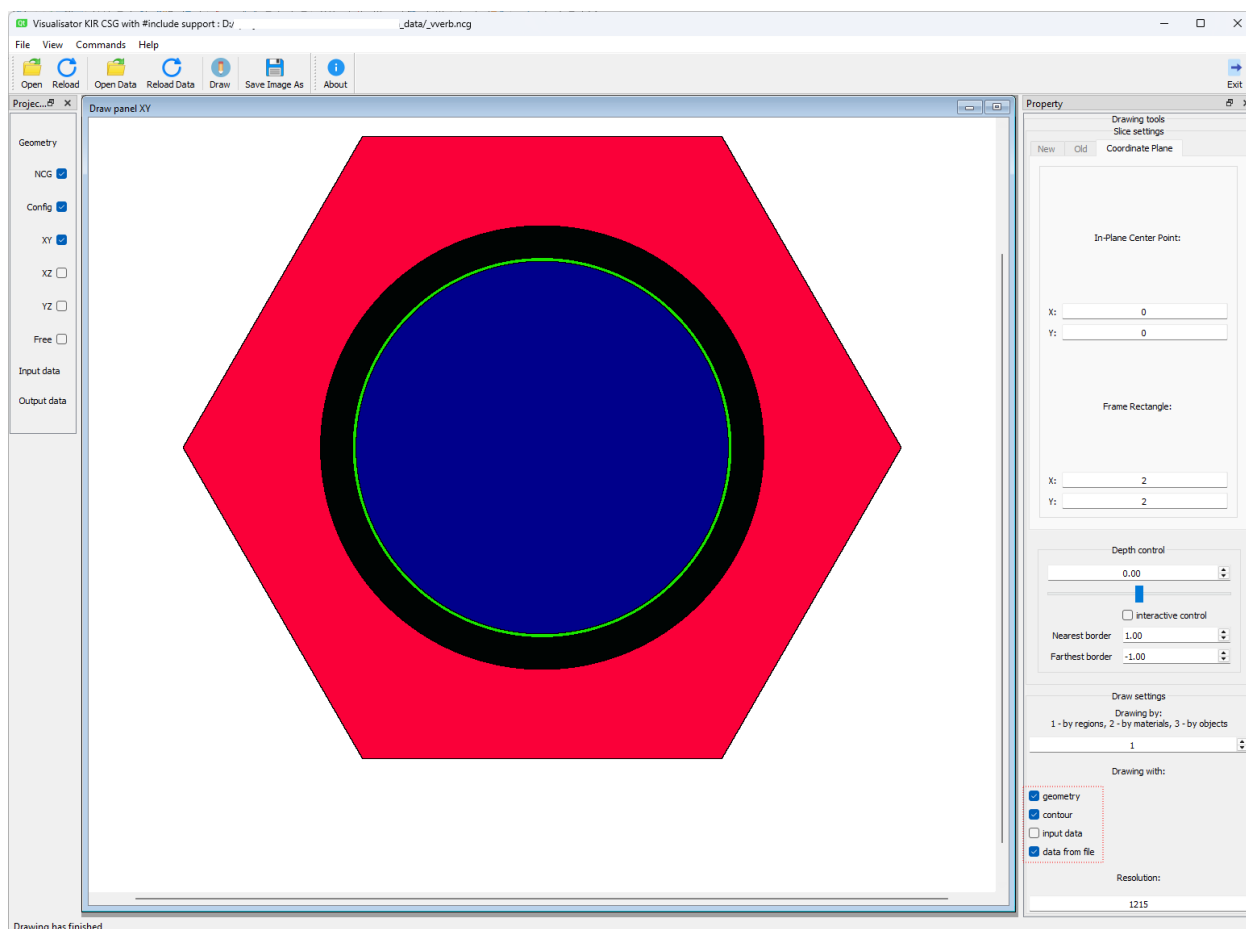 Visualisator KIR CSG with #include support : D:/ _data/_vverb.ncg
File View Commands Help
Open Reload Open Data Reload Data Draw Save Image As About Exit
Projec...
Draw panel XY
Property
Geometry
NCG
Config
XY
XZ
YZ
Free
Input data
Output data
Drawing tools
Slice settings
New Old Coordinate Plane
In-Plane Center Point:
X: 0
Y: 0
Frame Rectangle:
X: 2
Y: 2
Depth control
0.00
interactive control
Nearest border 1.00
Farthest border -1.00
Draw settings
Drawing by:
1 - by regions, 2 - by materials, 3 - by objects
1
Drawing with:
geometry
contour
input data
data from file
Resolution:
1215
Drawing has finished